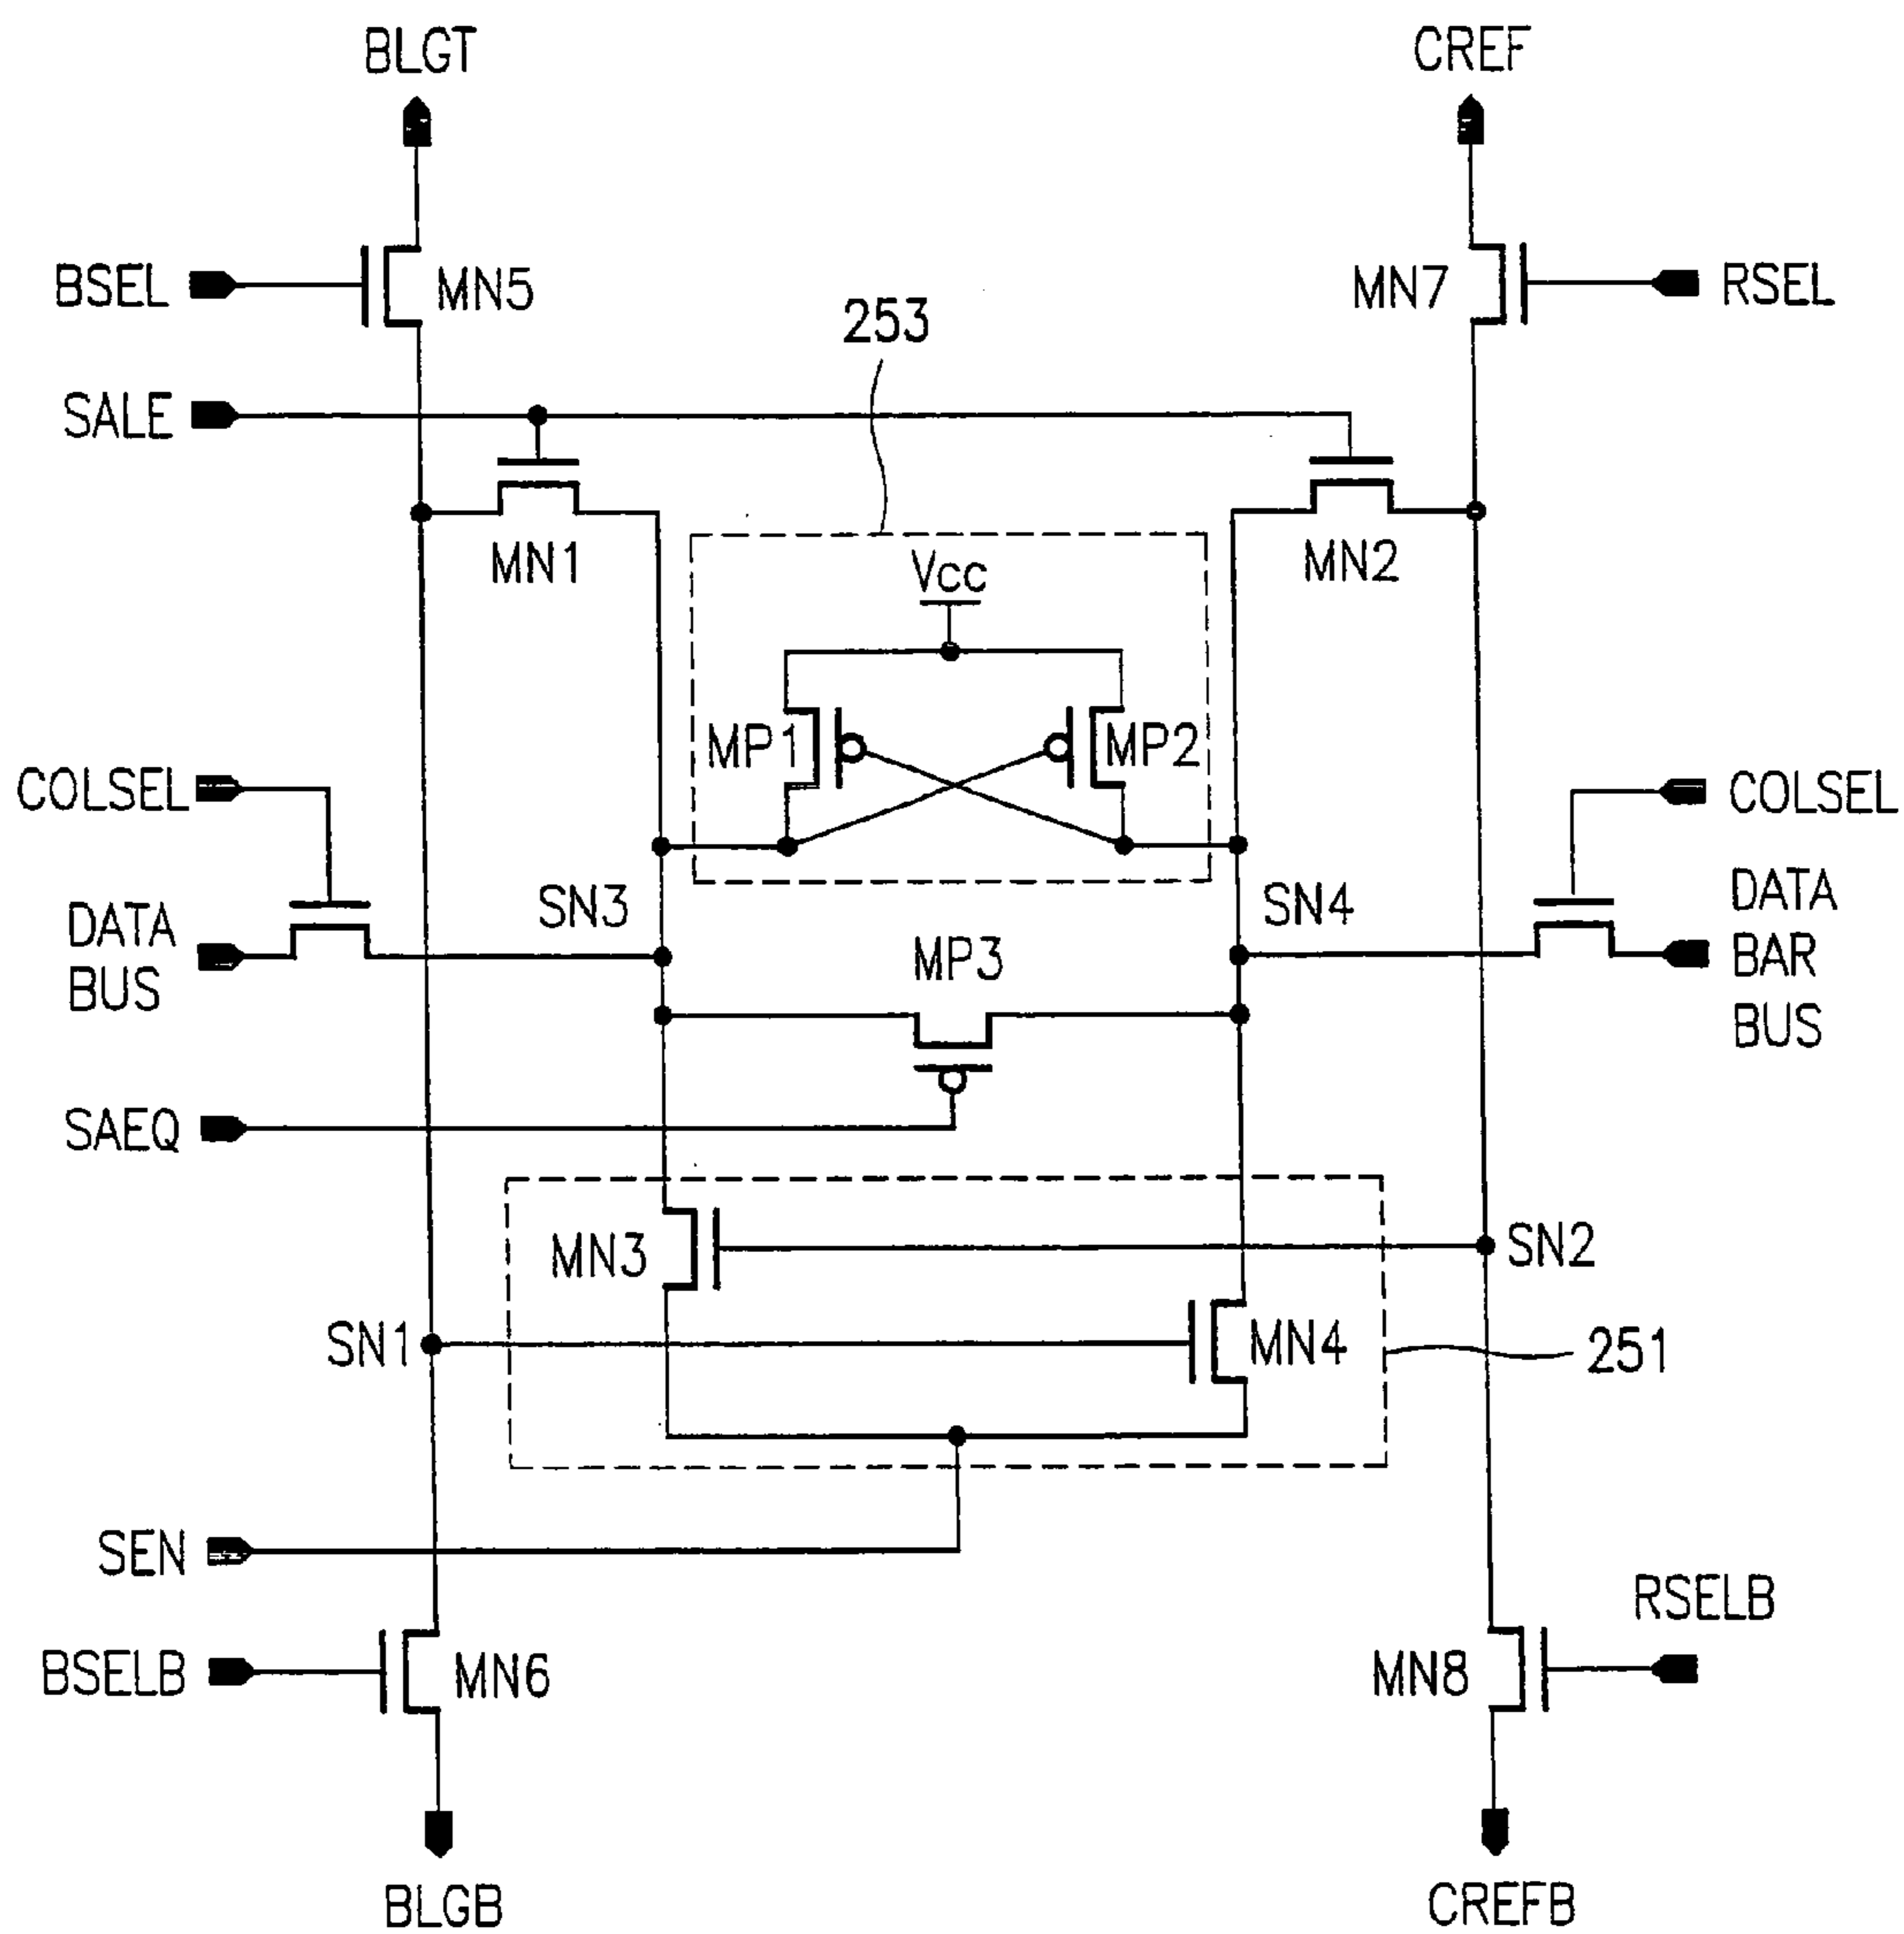 BLGT
CREF
BSEL
MN5
MN7
RSEL
253
SALE
MN1
MN2
Vcc
MP1
MP2
COLSEL
COLSEL
SN3
SN4
DATA
BUS
DATA
BAR
BUS
MP3
SAEQ
MN3
SN2
SN1
MN4
251
SEN
RSELB
BSELB
MN6
MN8
BLGB
CREFB